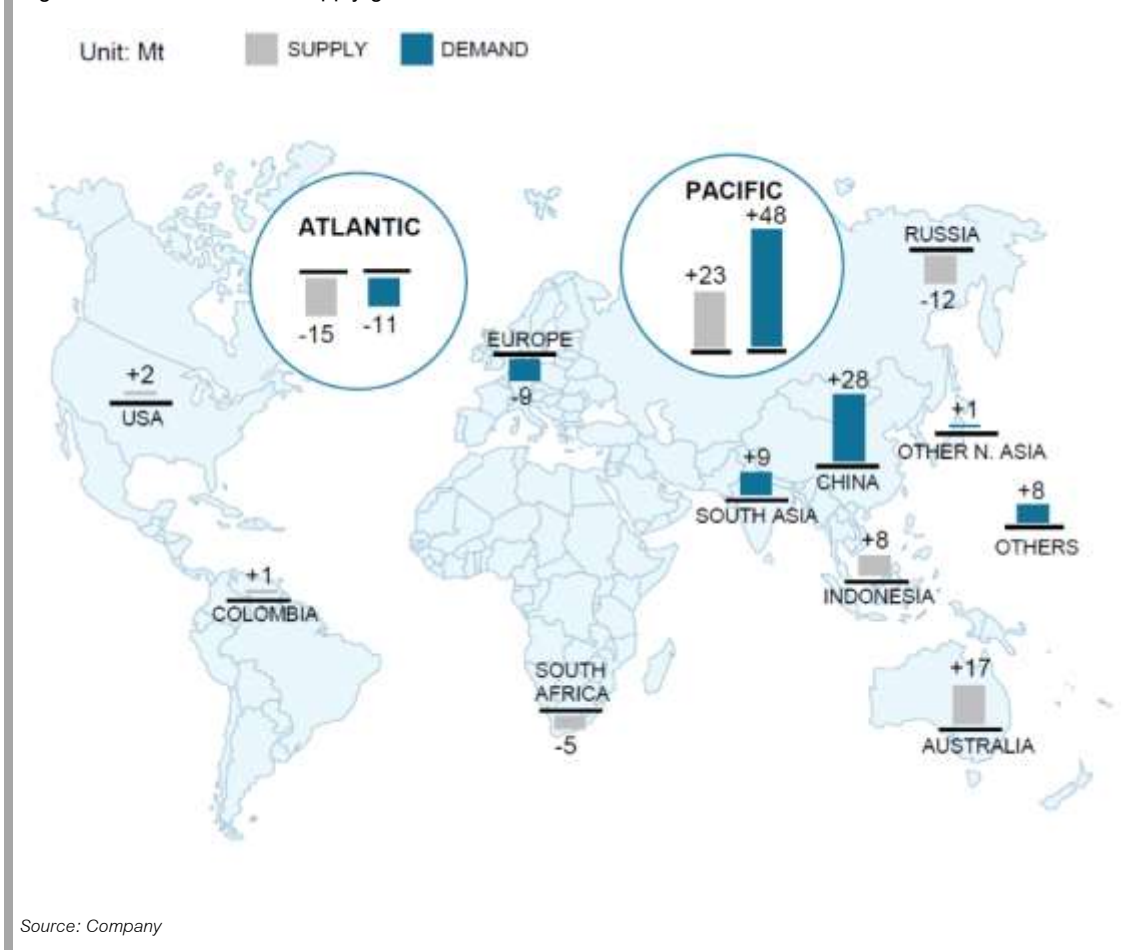 Unit: Mt
SUPPLY
DEMAND
ATLANTIC
-15
-11
PACIFIC
+23
+48
RUSSIA
-12
EUROPE
-9
+2
USA
+28
CHINA
+1
OTHER N. ASIA
+9
SOUTH ASIA
+8
OTHERS
+8
INDONESIA
+1
COLOMBIA
SOUTH
AFRICA
-5
+17
AUSTRALIA
Source: Company